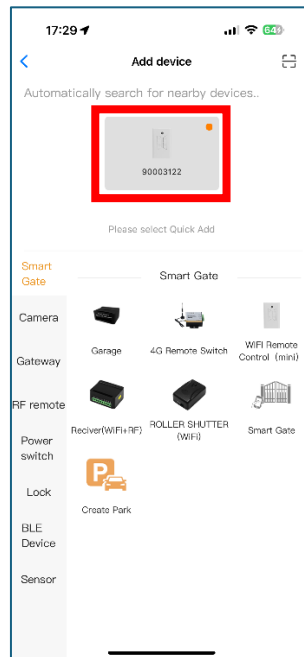 17:29
64
Add device
Automatically search for nearby devices..
90003122
Please select Quick Add
Smart
Gate
Smart Gate
Camera
Gateway
RF remote
Power
switch
Lock
BLE
Device
Sensor
Garage
4G Remote Switch
WIFI Remote
Control (mini)
Reciver(WiFi+RF)
ROLLER SHUTTER
(WiFi)
Smart Gate
P
Create Park